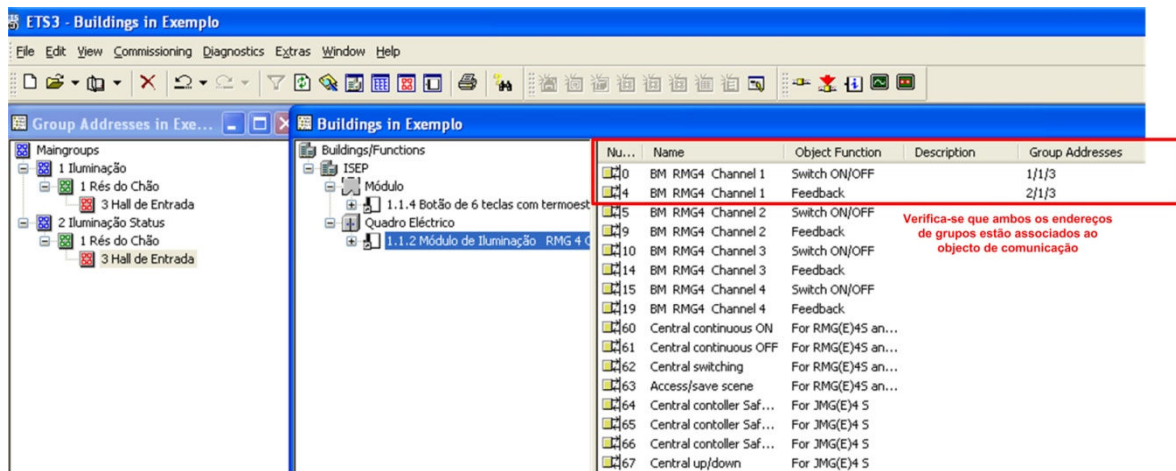 ETS3 - Buildings in Exemplo
File Edit View Commissioning Diagnostics Extras Window Help
Group Addresses in Exe...
Maingroups
1 Iluminação
1 Rés do Chão
3 Hall de Entrada
2 Iluminação Status
1 Rés do Chão
3 Hall de Entrada
Buildings in Exemplo
Buildings/Functions
ISEP
Módulo
1.1.4 Botão de 6 teclas com termoest
Quadro Eléctrico
1.1.2 Módulo de Iluminação RMG 4
Nu... Name Object Function Description Group Addresses
0 BM RMG4 Channel 1 Switch ON/OFF 1/1/3
4 BM RMG4 Channel 1 Feedback 2/1/3
5 BM RMG4 Channel 2 Switch ON/OFF
9 BM RMG4 Channel 2 Feedback
10 BM RMG4 Channel 3 Switch ON/OFF
14 BM RMG4 Channel 3 Feedback
15 BM RMG4 Channel 4 Switch ON/OFF
19 BM RMG4 Channel 4 Feedback
60 Central continuous ON For RMG(E)4S an...
61 Central continuous OFF For RMG(E)4S an...
62 Central switching For RMG(E)4S an...
63 Access/save scene For RMG(E)4S an...
64 Central contoller Saf... For JMG(E)4 S
65 Central contoller Saf... For JMG(E)4 S
66 Central contoller Saf... For JMG(E)4 S
67 Central up/down For JMG(E)4 S
Verifica-se que ambos os endereços
de grupos estão associados ao
objecto de comunicação